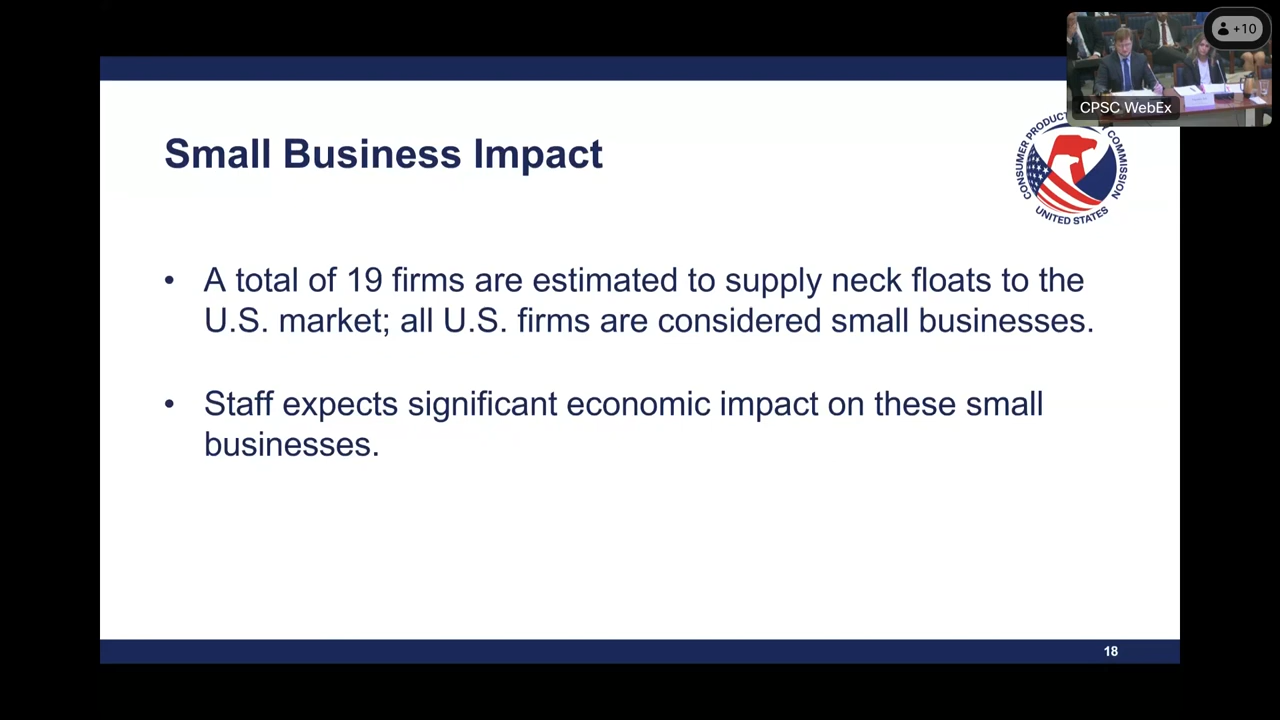 +10
CPSC WebEx
Small Business Impact
CONSUMER PRODUCT COMMISSION
UNITED STATES
• A total of 19 firms are estimated to supply neck floats to the
U.S. market; all U.S. firms are considered small businesses.
• Staff expects significant economic impact on these small
businesses.
18